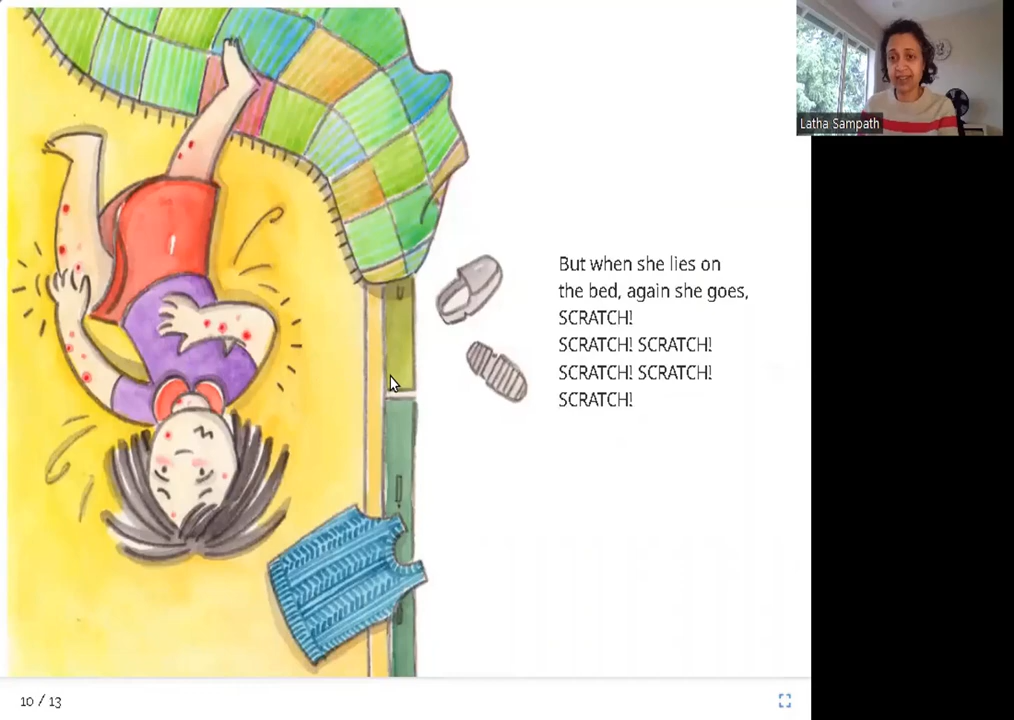 Latha Sampath
But when she lies on
the bed, again she goes,
SCRATCH!
SCRATCH! SCRATCH!
SCRATCH! SCRATCH!
SCRATCH!
10 / 13